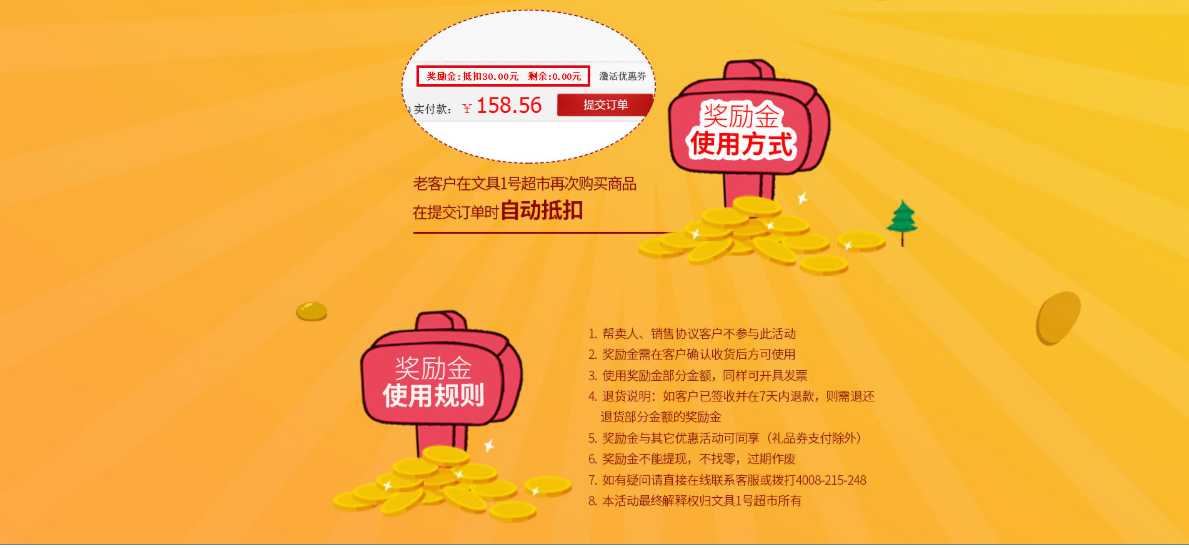 奖励金:抵扣30.00元 剩余:0.00元 激活优惠券
实付款: ￥158.56 提交订单
奖励金
使用方式
老客户在文具1号超市再次购买商品
在提交订单时自动抵扣
奖励金
使用规则
1. 帮卖人、销售协议客户不参与此活动
2. 奖励金需在客户确认收货后方可使用
3. 使用奖励金部分金额，同样可开具发票
4. 退货说明：如客户已签收并在7天内退款，则需退还
退货部分金额的奖励金
5. 奖励金与其它优惠活动可同享（礼品券支付除外）
6. 奖励金不能提现，不找零，过期作废
7. 如有疑问请直接在线联系客服或拨打4008-215-248
8. 本活动最终解释权归文具1号超市所有